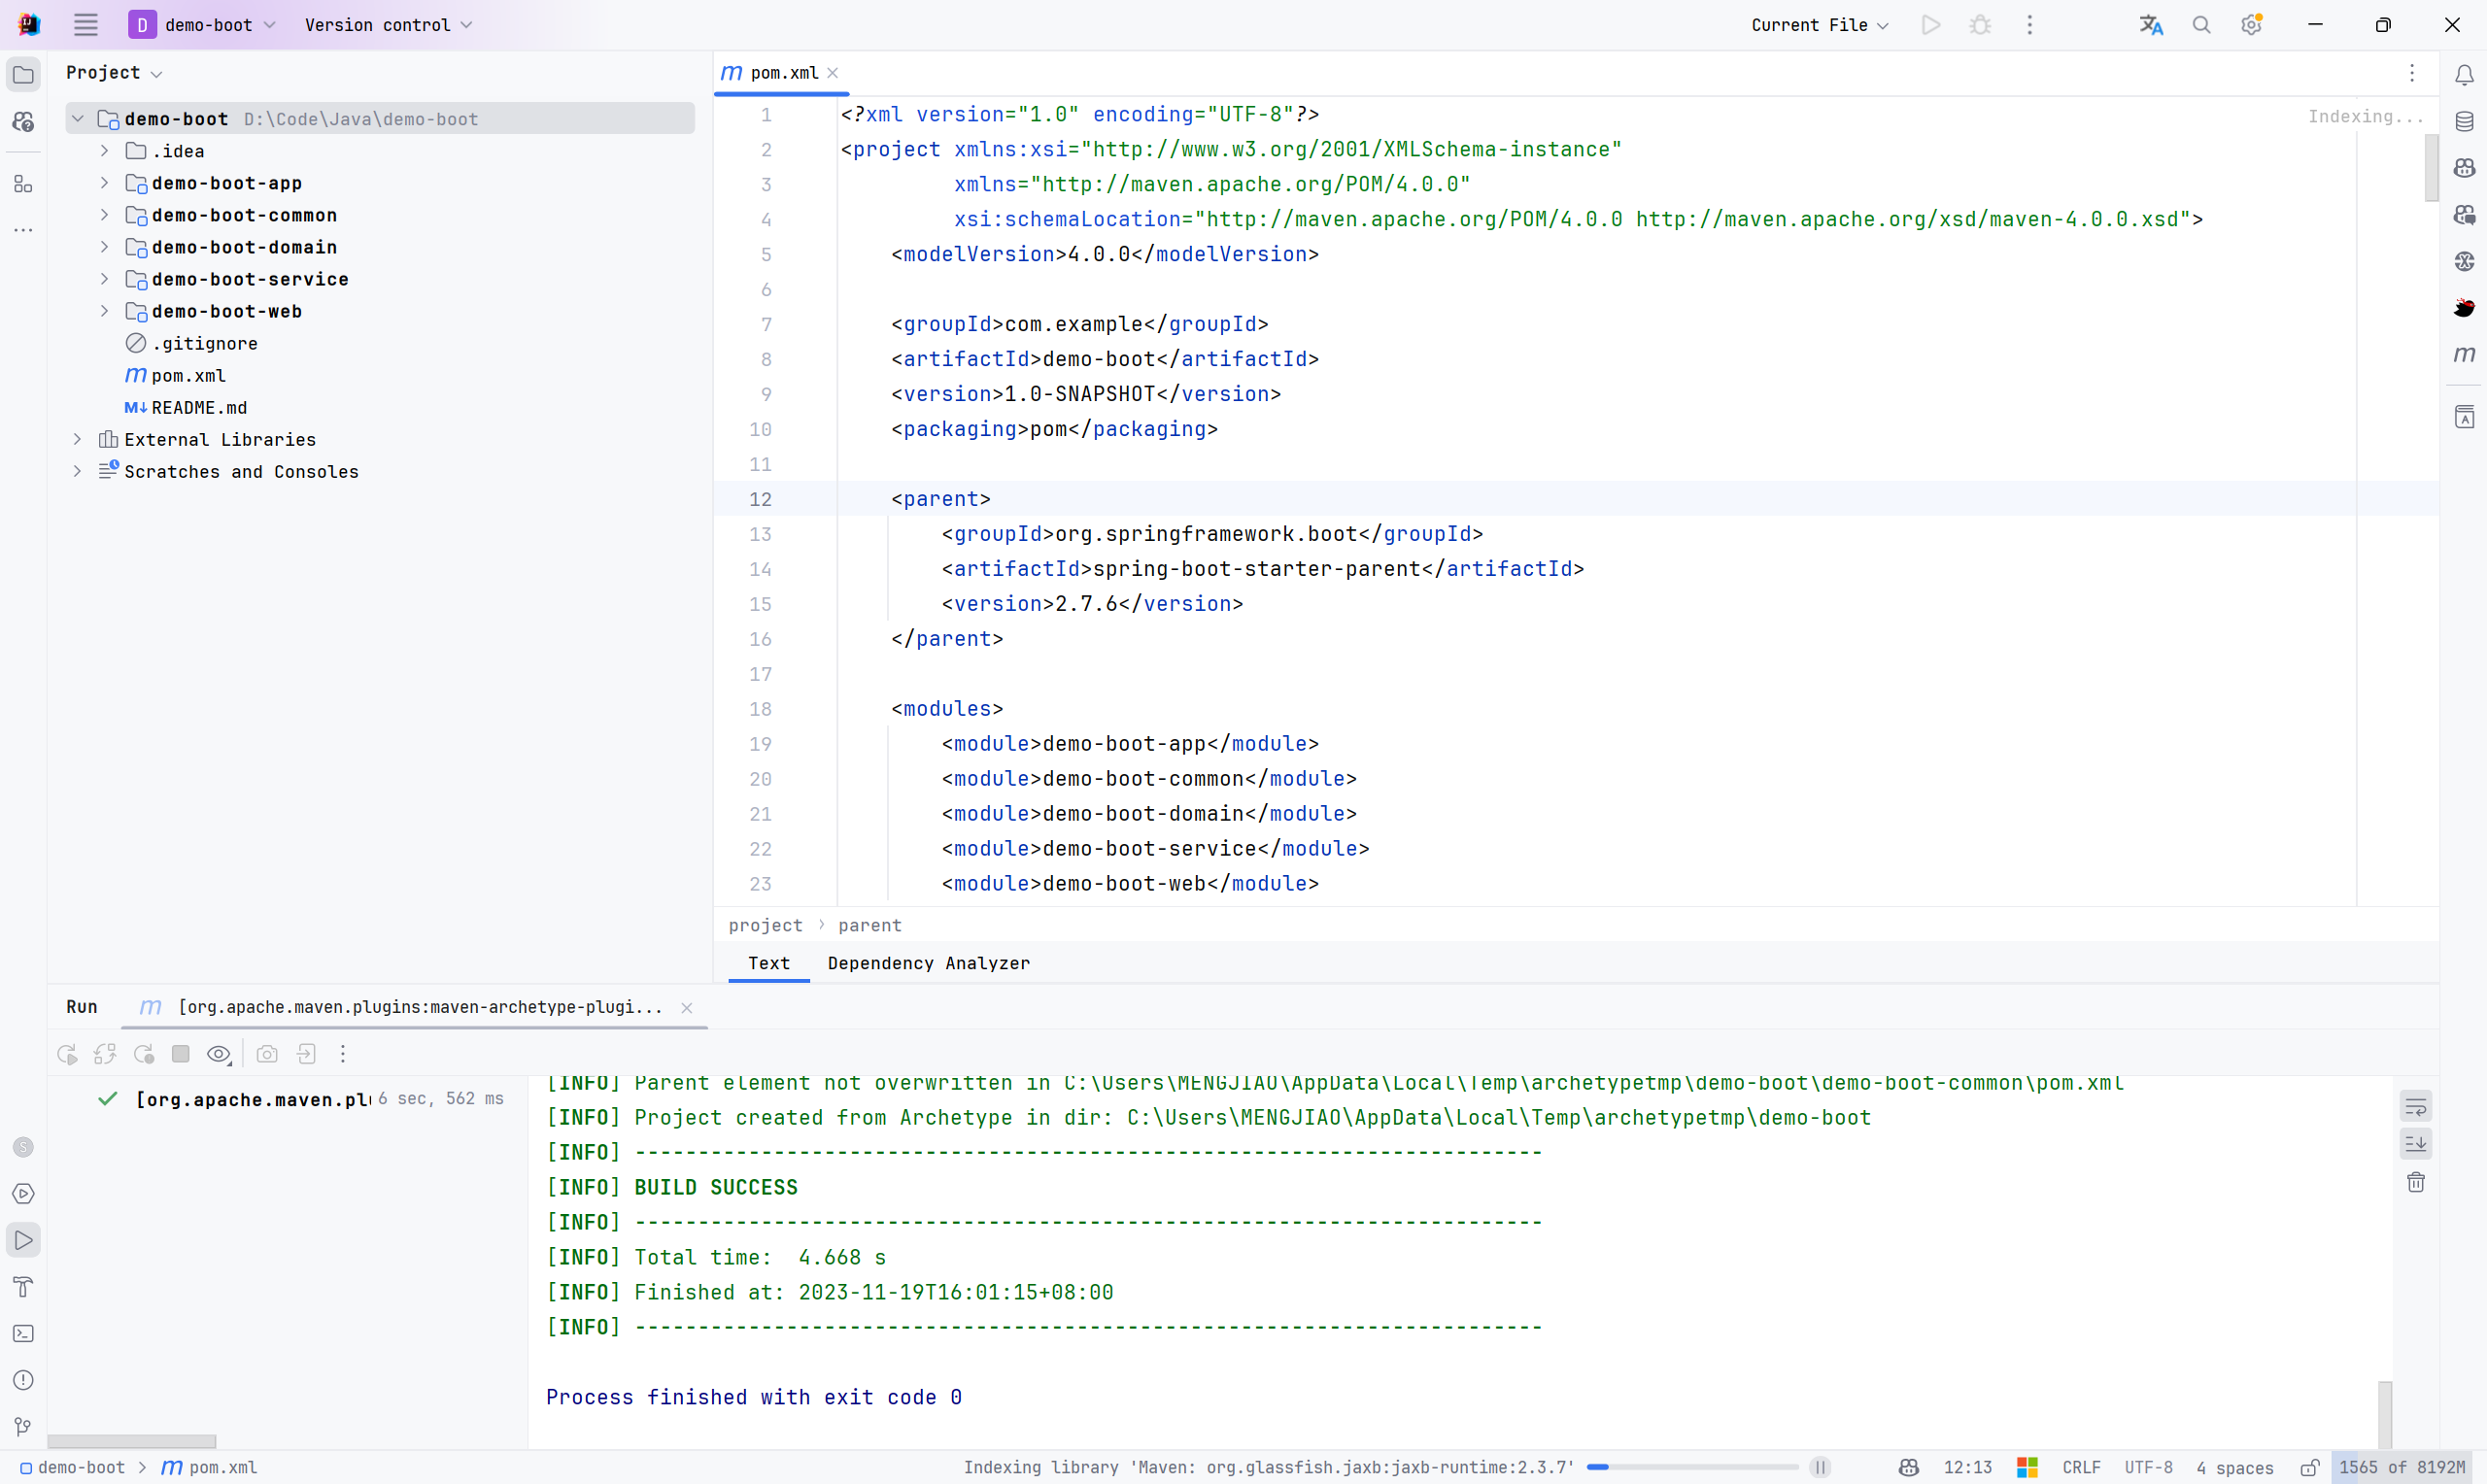 D demo-boot Version control Current File
Project
demo-boot D:\Code\Java\demo-boot
.idea
demo-boot-app
demo-boot-common
demo-boot-domain
demo-boot-service
demo-boot-web
.gitignore
m pom.xml
M↓ README.md
External Libraries
Scratches and Consoles
m pom.xml
Indexing...
1 <?xml version="1.0" encoding="UTF-8"?>
2 <project xmlns:xsi="http://www.w3.org/2001/XMLSchema-instance"
3 xmlns="http://maven.apache.org/POM/4.0.0"
4 xsi:schemaLocation="http://maven.apache.org/POM/4.0.0 http://maven.apache.org/xsd/maven-4.0.0.xsd">
5 <modelVersion>4.0.0</modelVersion>
6
7 <groupId>com.example</groupId>
8 <artifactId>demo-boot</artifactId>
9 <version>1.0-SNAPSHOT</version>
10 <packaging>pom</packaging>
11
12 <parent>
13 <groupId>org.springframework.boot</groupId>
14 <artifactId>spring-boot-starter-parent</artifactId>
15 <version>2.7.6</version>
16 </parent>
17
18 <modules>
19 <module>demo-boot-app</module>
20 <module>demo-boot-common</module>
21 <module>demo-boot-domain</module>
22 <module>demo-boot-service</module>
23 <module>demo-boot-web</module>
project › parent
Text Dependency Analyzer
Run m [org.apache.maven.plugins:maven-archetype-plugi...
[org.apache.maven.pl 6 sec, 562 ms
[INFO] Parent element not overwritten in C:\Users\MENGJIAO\AppData\Local\Temp\archetypetmp\demo-boot\demo-boot-common\pom.xml
[INFO] Project created from Archetype in dir: C:\Users\MENGJIAO\AppData\Local\Temp\archetypetmp\demo-boot
[INFO] ------------------------------------------------------------------------
[INFO] BUILD SUCCESS
[INFO] ------------------------------------------------------------------------
[INFO] Total time:  4.668 s
[INFO] Finished at: 2023-11-19T16:01:15+08:00
[INFO] ------------------------------------------------------------------------
Process finished with exit code 0
demo-boot > m pom.xml Indexing library 'Maven: org.glassfish.jaxb:jaxb-runtime:2.3.7' 12:13 CRLF UTF-8 4 spaces 1565 of 8192M